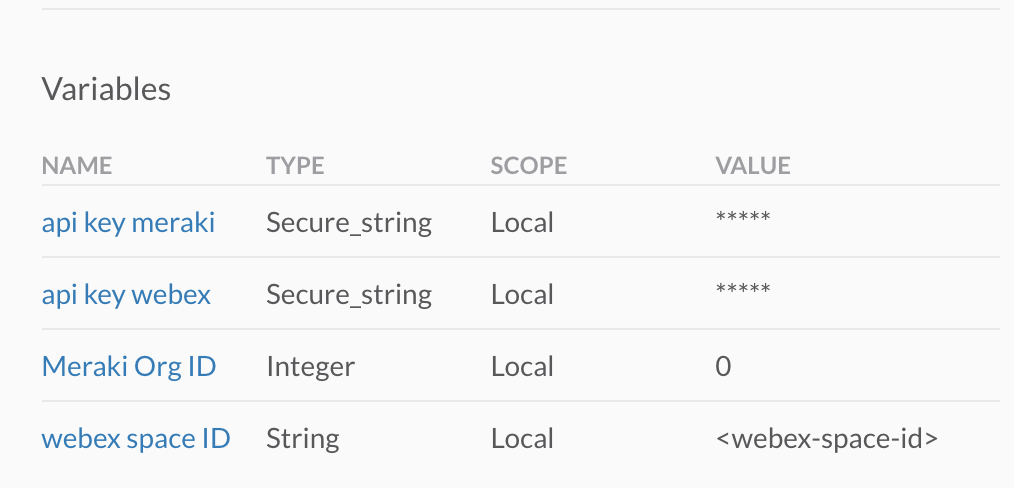 Variables
NAME TYPE SCOPE VALUE
api key meraki Secure_string Local *****
api key webex Secure_string Local *****
Meraki Org ID Integer Local 0
webex space ID String Local <webex-space-id>